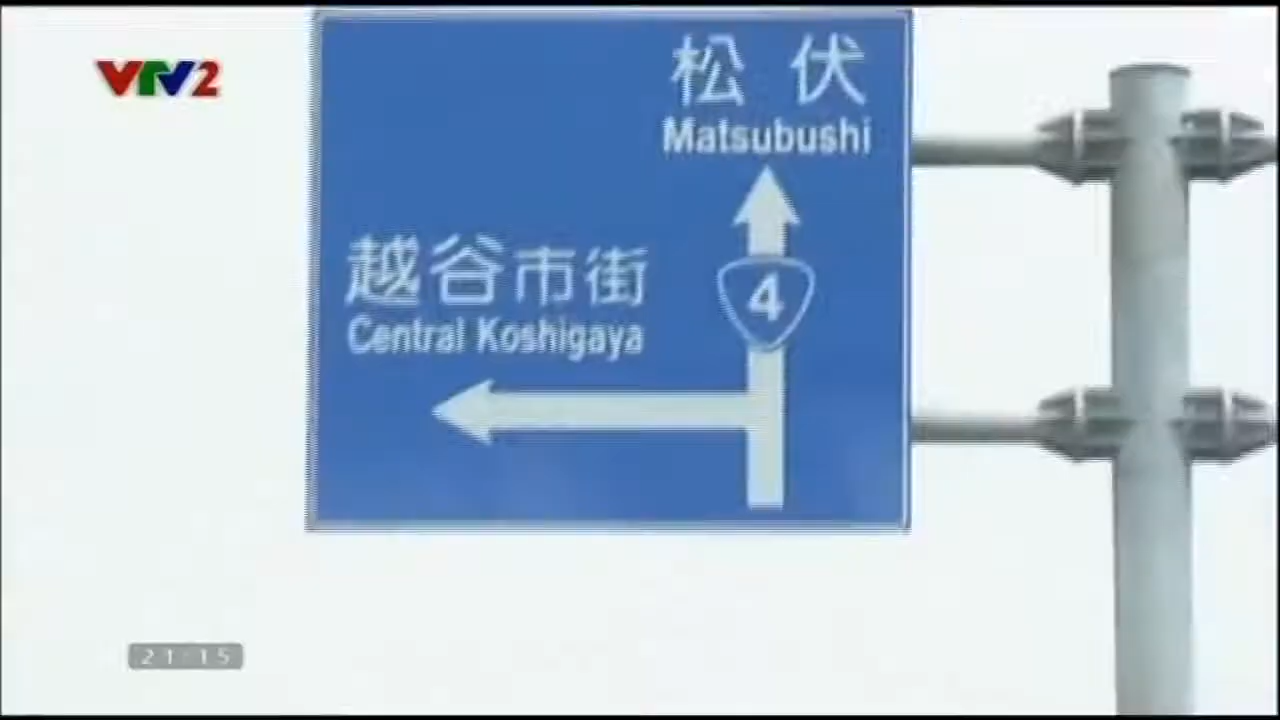 VTV2
松伏
Matsubushi
越谷市街
Central Koshigaya
4
21:15